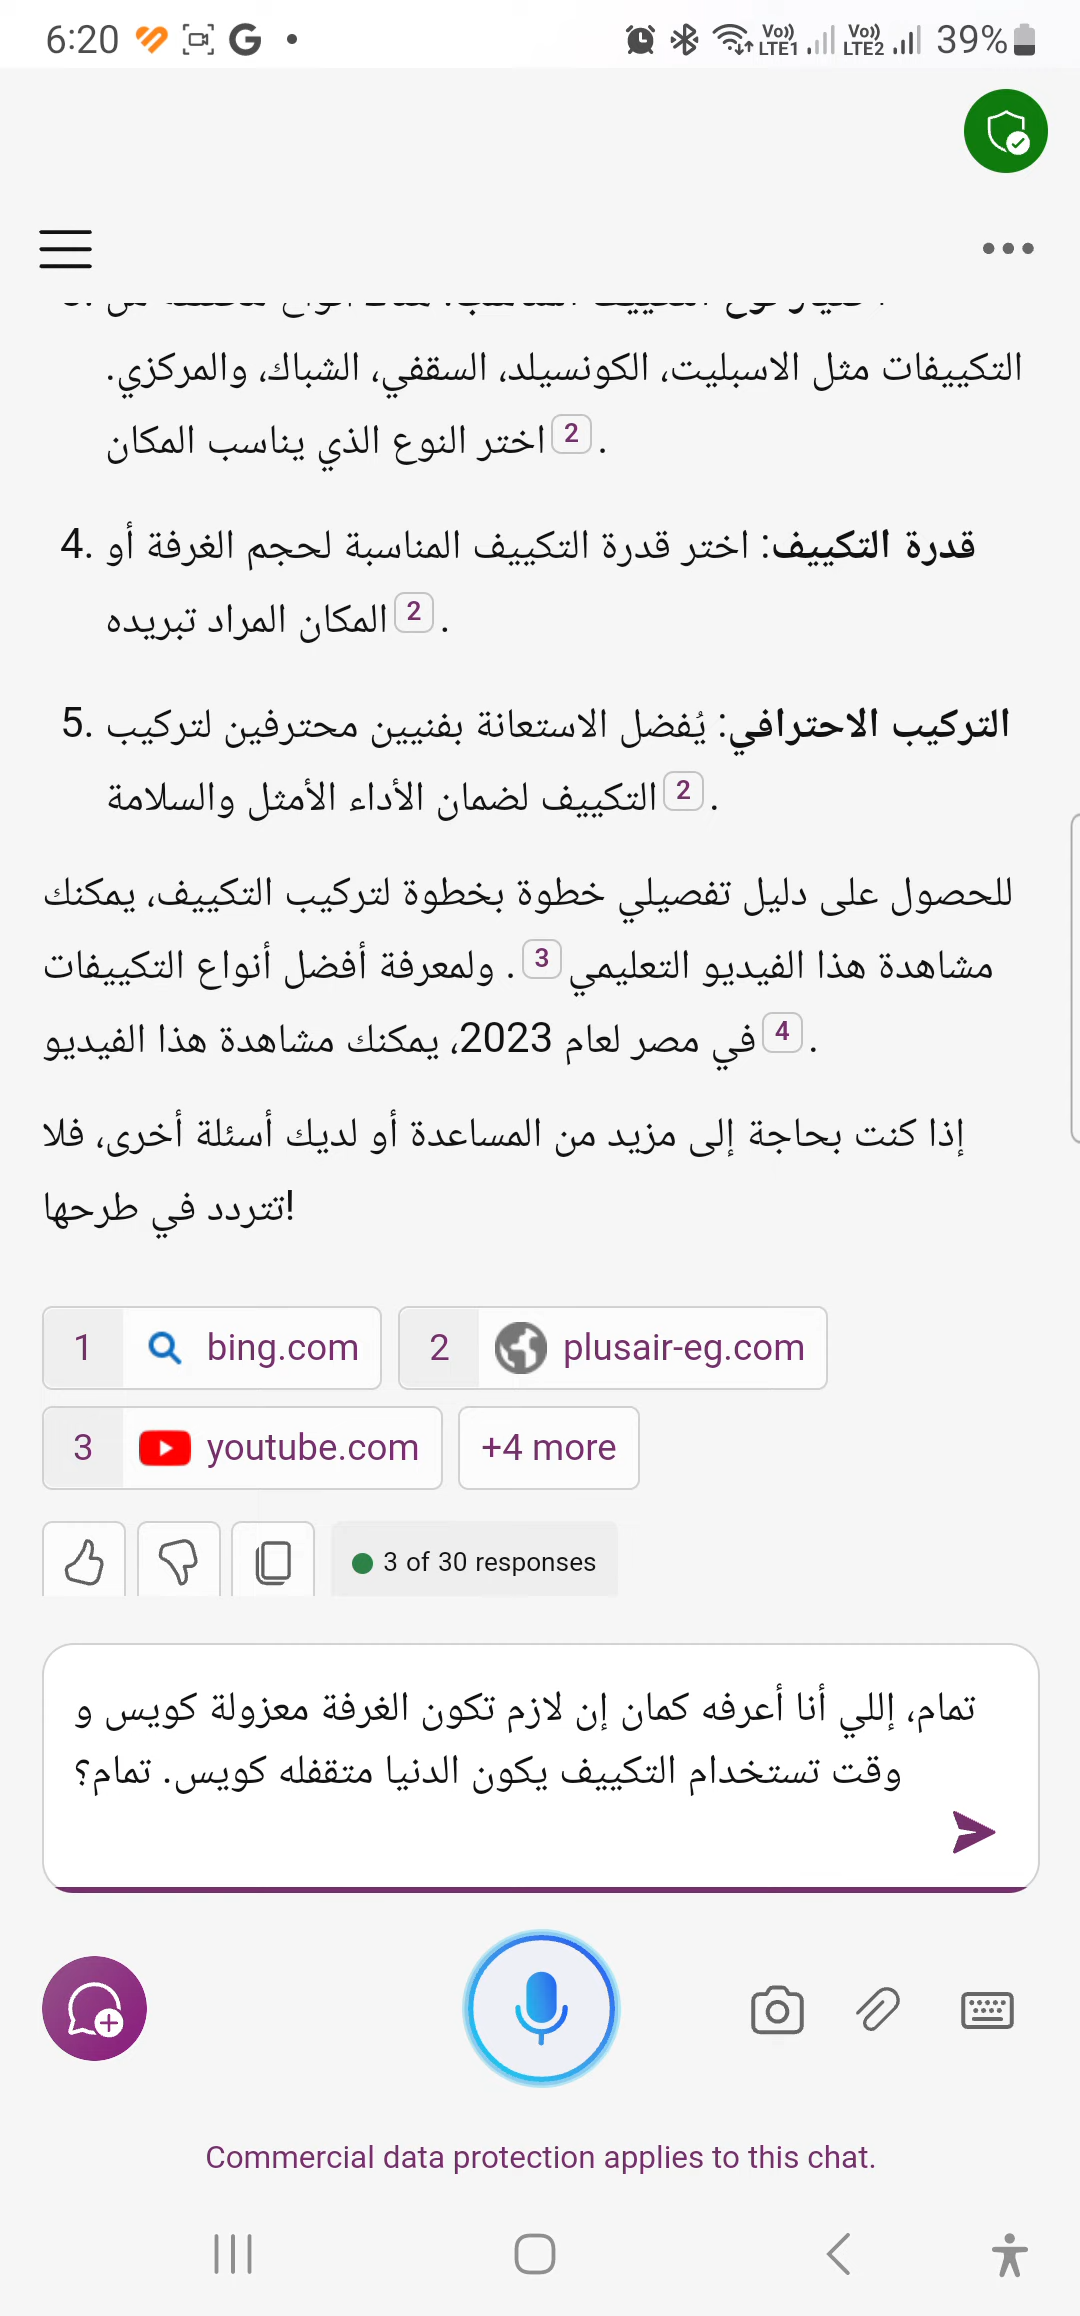 6:20
Vo)) LTE1 Vo)) LTE2 39%
التكييفات مثل الاسبليت، الكونسيلد، السقفي، الشباك، والمركزي.
اختر النوع الذي يناسب المكان 2 .
4. قدرة التكييف: اختر قدرة التكييف المناسبة لحجم الغرفة أو
المكان المراد تبريده 2 .
5. التركيب الاحترافي: يُفضل الاستعانة بفنيين محترفين لتركيب
التكييف لضمان الأداء الأمثل والسلامة 2 .
للحصول على دليل تفصيلي خطوة بخطوة لتركيب التكييف، يمكنك
مشاهدة هذا الفيديو التعليمي 3 . ولمعرفة أفضل أنواع التكييفات
في مصر لعام 2023، يمكنك مشاهدة هذا الفيديو 4 .
إذا كنت بحاجة إلى مزيد من المساعدة أو لديك أسئلة أخرى، فلا
تتردد في طرحها!
1 bing.com 2 plusair-eg.com
3 youtube.com +4 more
3 of 30 responses
تمام، إللي أنا أعرفه كمان إن لازم تكون الغرفة معزولة كويس و
وقت تستخدام التكييف يكون الدنيا متقفله كويس. تمام؟
Commercial data protection applies to this chat.